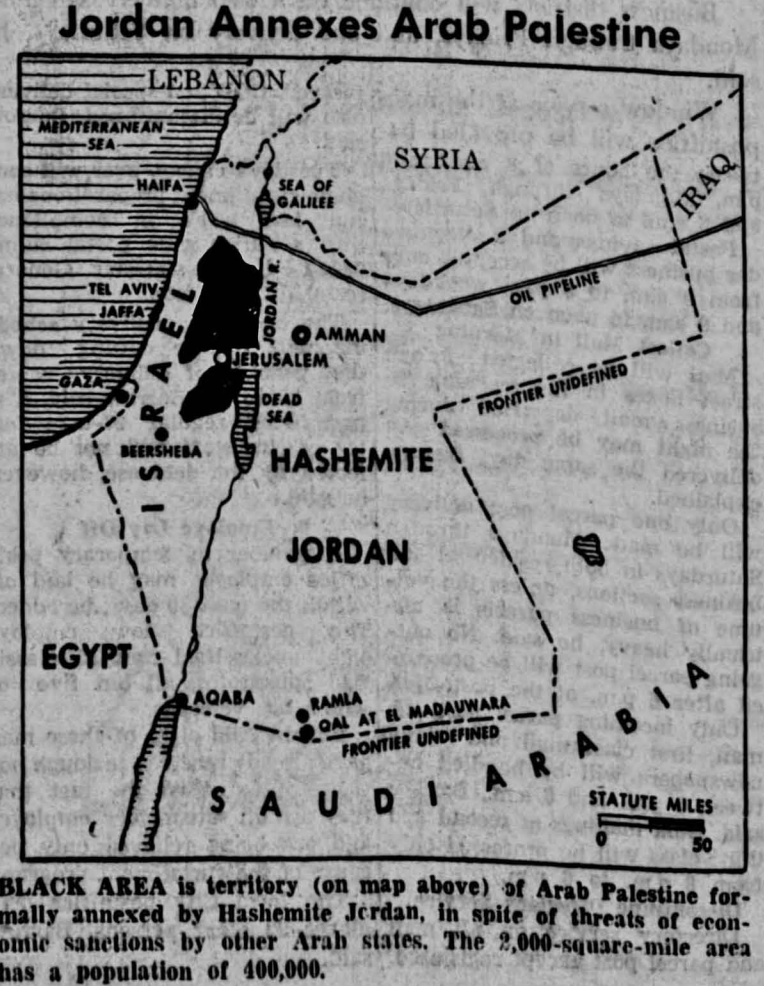 Jordan Annexes Arab Palestine
LEBANON
MEDITERRANEAN
SEA
SYRIA
IRAQ
HAIFA
SEA OF
GALILEE
OIL PIPELINE
TEL AVIV
JAFFA
JORDAN R.
AMMAN
JERUSALEM
GAZA
DEAD
SEA
FRONTIER UNDEFINED
ISRAEL
BEERSHEBA
HASHEMITE
JORDAN
EGYPT
AQABA
RAMLA
QAL AT EL MADAUWARA
FRONTIER UNDEFINED
SAUDI ARABIA
STATUTE MILES
0 50
BLACK AREA is territory (on map above) of Arab Palestine for-
mally annexed by Hashemite Jordan, in spite of threats of econ-
omic sanctions by other Arab states. The 2,000-square-mile area
has a population of 400,000.